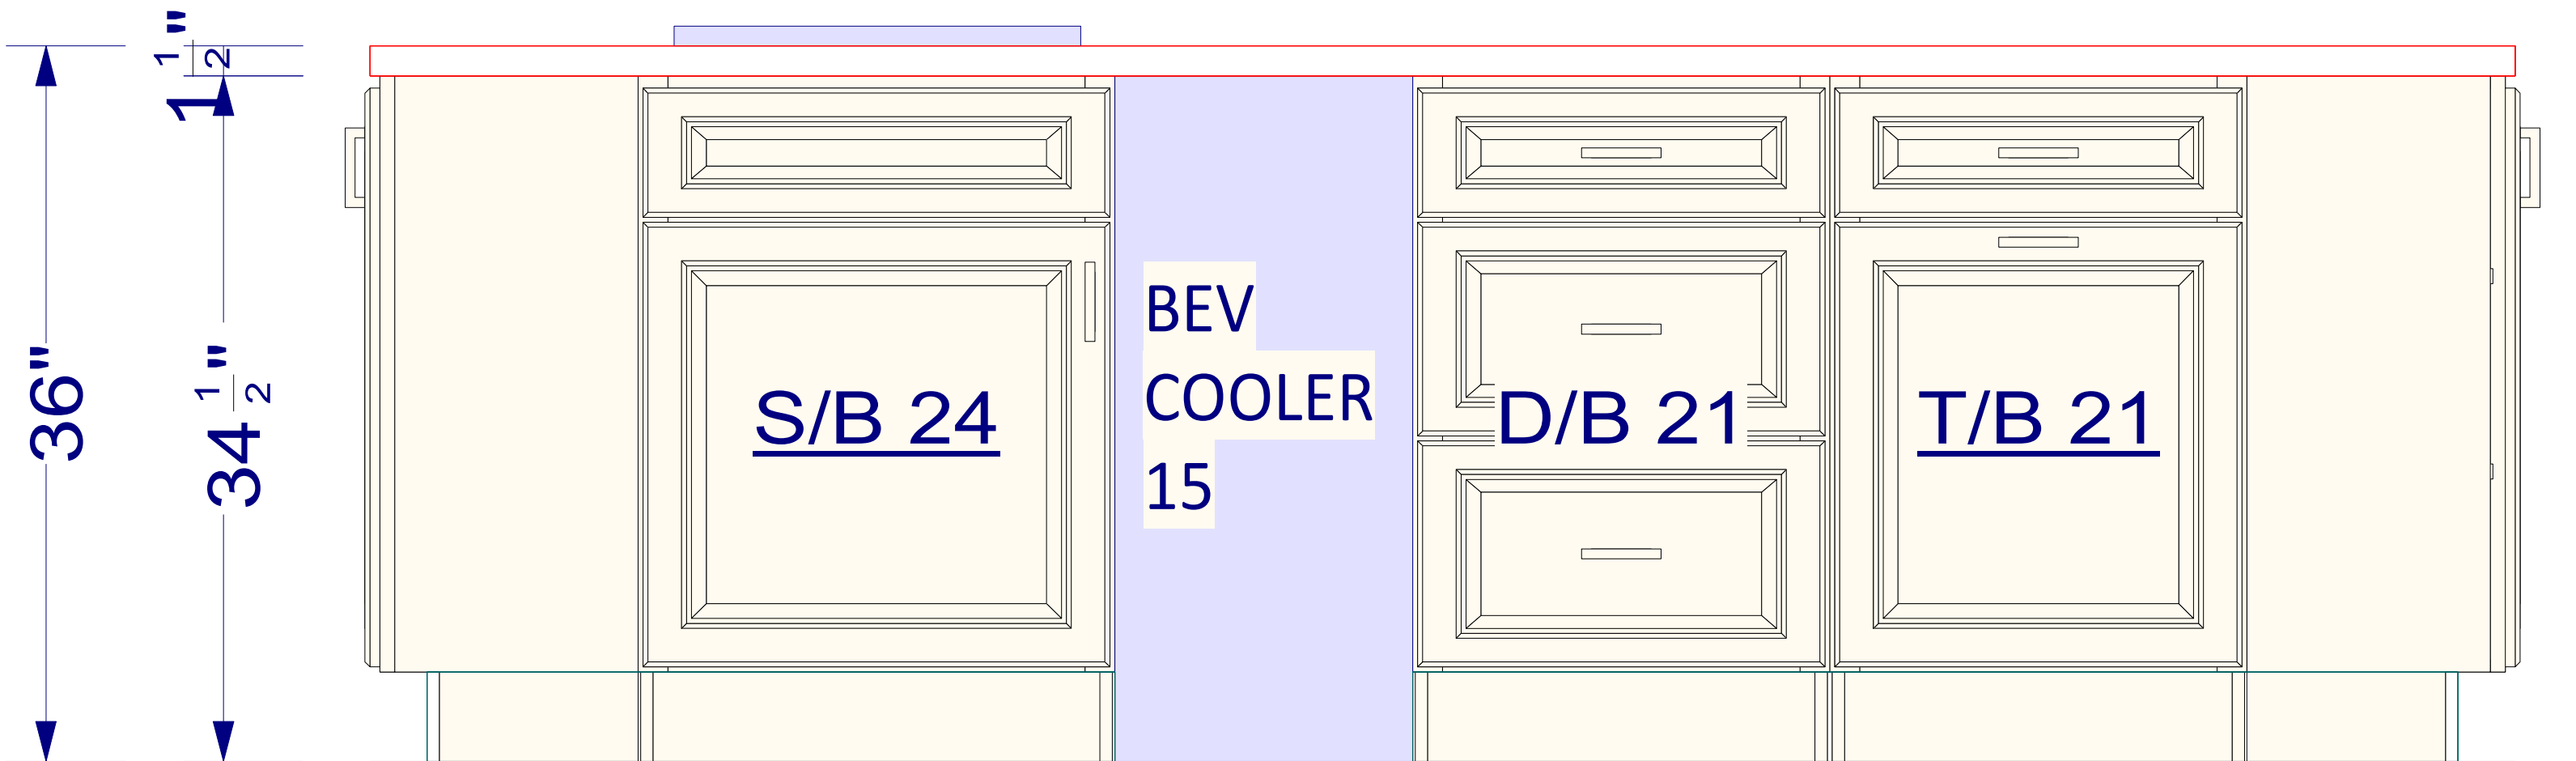 1 1/2"
36"
34 1/2"
S/B 24
BEV
COOLER
15
D/B 21
T/B 21